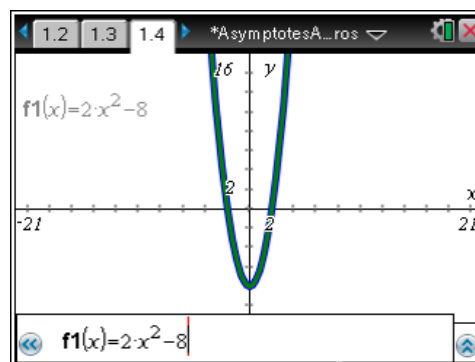 1.2 1.3 1.4 *AsymptotesA...ros
16 y
f1(x)=2·x²−8
2
x
-21 2 21
f1(x)=2·x²−8